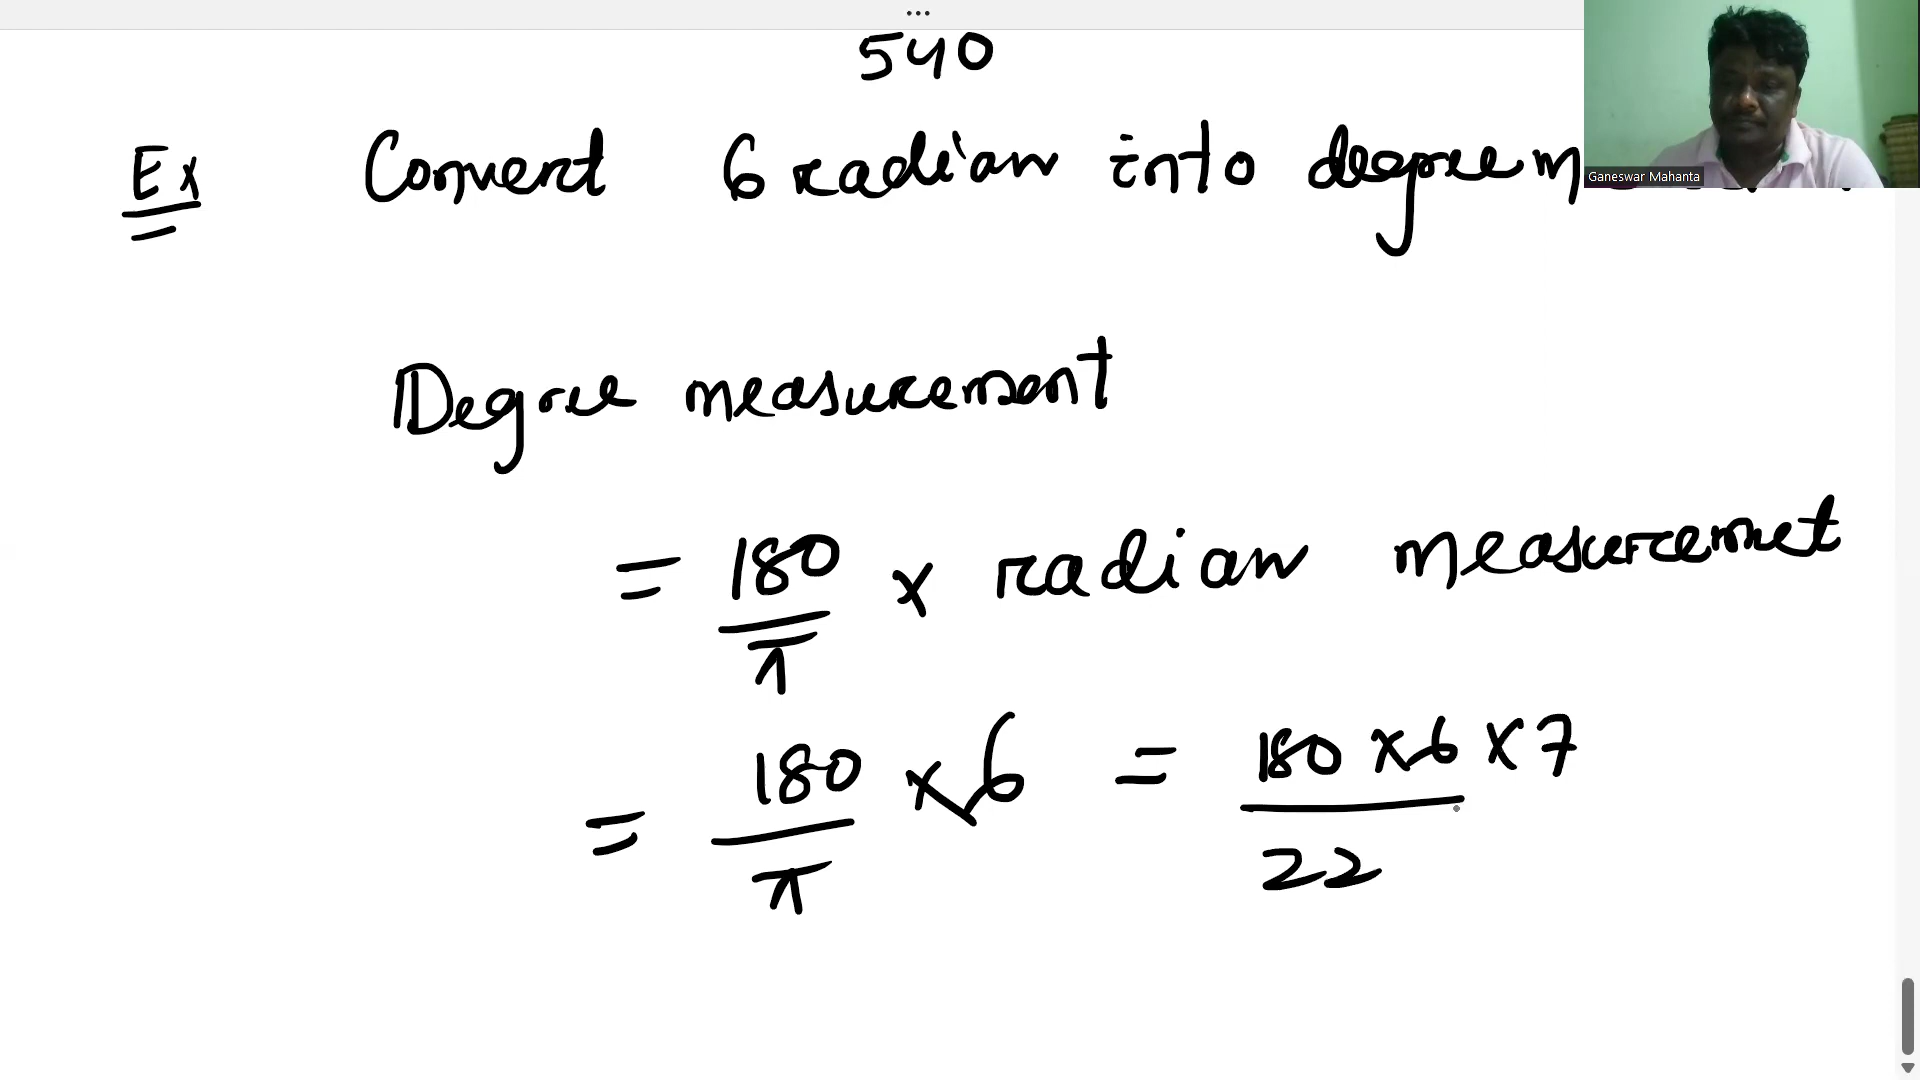 ...
540
Ex Convert 6 radian into degree
Ganeswar Mahanta
Degree measurement
= 180/π × radian measuremet
= 180/π × 6 = 180 × 6 × 7/22